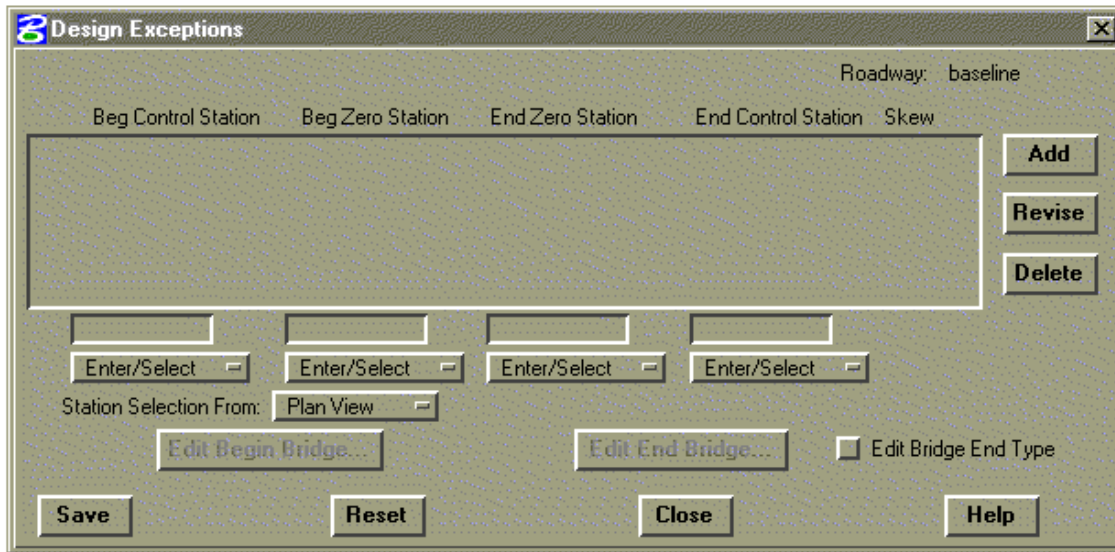 Design Exceptions
Roadway: baseline
Beg Control Station Beg Zero Station End Zero Station End Control Station Skew
Add
Revise
Delete
Enter/Select Enter/Select Enter/Select Enter/Select
Station Selection From: Plan View
Edit Begin Bridge... Edit End Bridge... Edit Bridge End Type
Save Reset Close Help